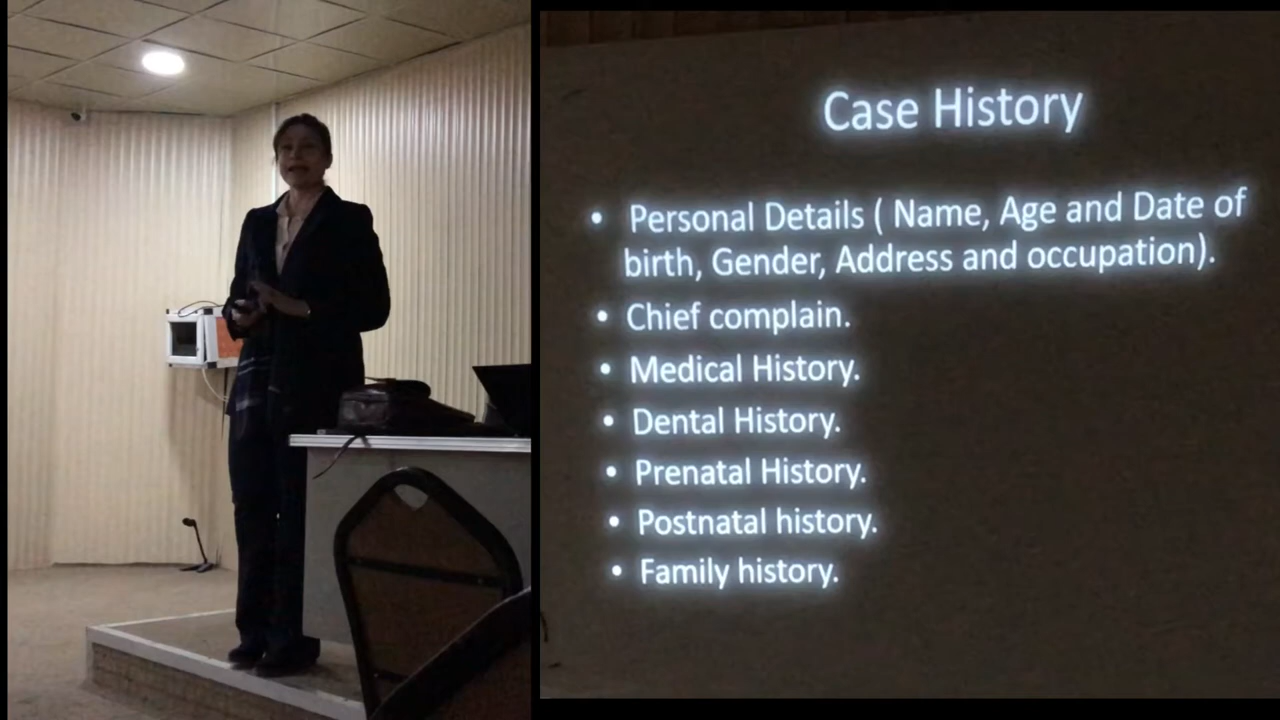 Case History
• Personal Details ( Name, Age and Date of
birth, Gender, Address and occupation).
• Chief complain.
• Medical History.
• Dental History.
• Prenatal History.
• Postnatal history.
• Family history.